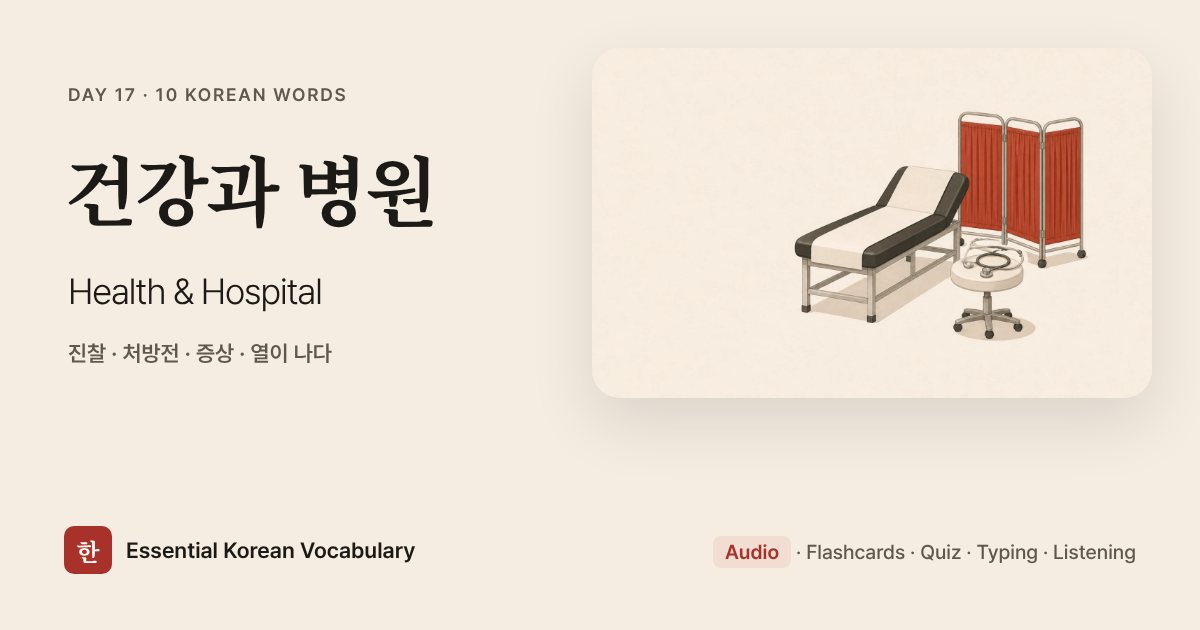 DAY 17 · 10 KOREAN WORDS
건강과 병원
Health & Hospital
진찰 · 처방전 · 증상 · 열이 나다
한 Essential Korean Vocabulary
Audio · Flashcards · Quiz · Typing · Listening